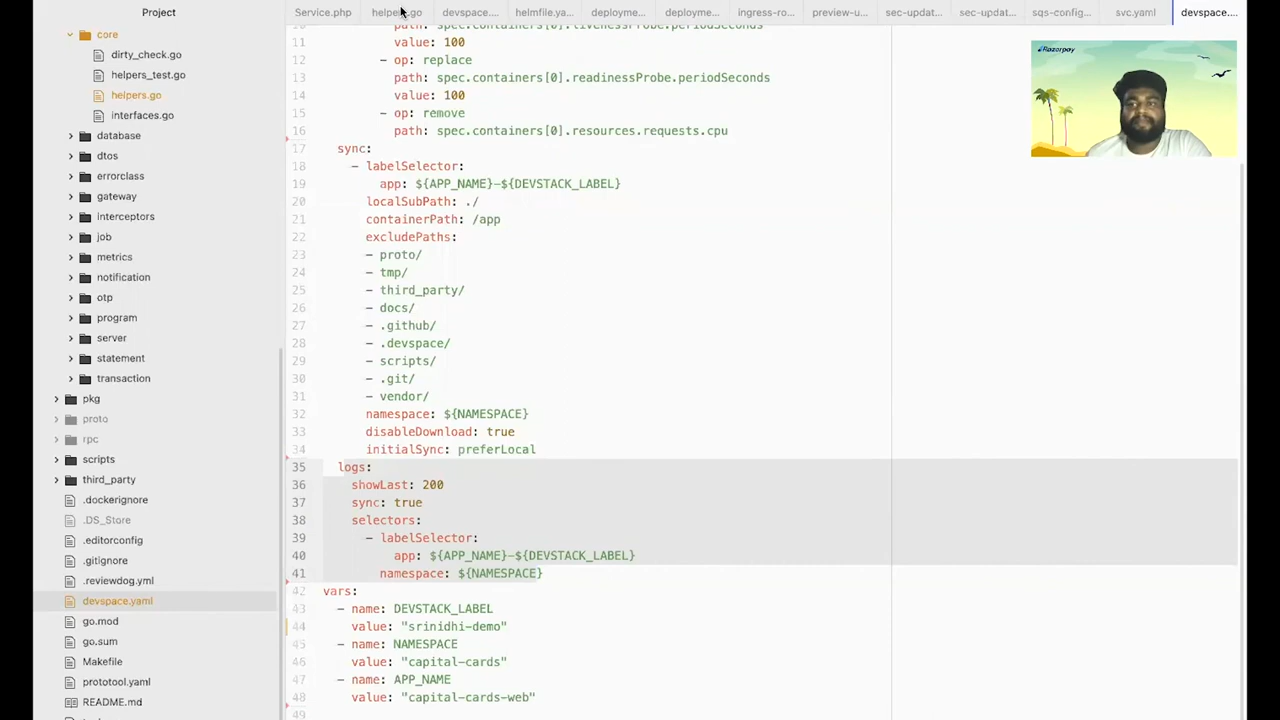 Project
Service.php
helpers.go
devspace....
helmfile.ya...
deployme...
deployme...
ingress-ro...
preview-u...
sec-updat...
sec-updat...
sqs-config...
svc.yaml
devspace....
core
dirty_check.go
helpers_test.go
helpers.go
interfaces.go
database
dtos
errorclass
gateway
interceptors
job
metrics
notification
otp
program
server
statement
transaction
pkg
proto
rpc
scripts
third_party
.dockerignore
.DS_Store
.editorconfig
.gitignore
.reviewdog.yml
devspace.yaml
go.mod
go.sum
Makefile
prototool.yaml
README.md
10 path: spec.containers[0].livenessProbe.periodSeconds
11 value: 100
12 - op: replace
13 path: spec.containers[0].readinessProbe.periodSeconds
14 value: 100
15 - op: remove
16 path: spec.containers[0].resources.requests.cpu
17 sync:
18 - labelSelector:
19 app: ${APP_NAME}-${DEVSTACK_LABEL}
20 localSubPath: ./
21 containerPath: /app
22 excludePaths:
23 - proto/
24 - tmp/
25 - third_party/
26 - docs/
27 - .github/
28 - .devspace/
29 - scripts/
30 - .git/
31 - vendor/
32 namespace: ${NAMESPACE}
33 disableDownload: true
34 initialSync: preferLocal
35 logs:
36 showLast: 200
37 sync: true
38 selectors:
39 - labelSelector:
40 app: ${APP_NAME}-${DEVSTACK_LABEL}
41 namespace: ${NAMESPACE}
42 vars:
43 - name: DEVSTACK_LABEL
44 value: "srinidhi-demo"
45 - name: NAMESPACE
46 value: "capital-cards"
47 - name: APP_NAME
48 value: "capital-cards-web"
49
Razorpay